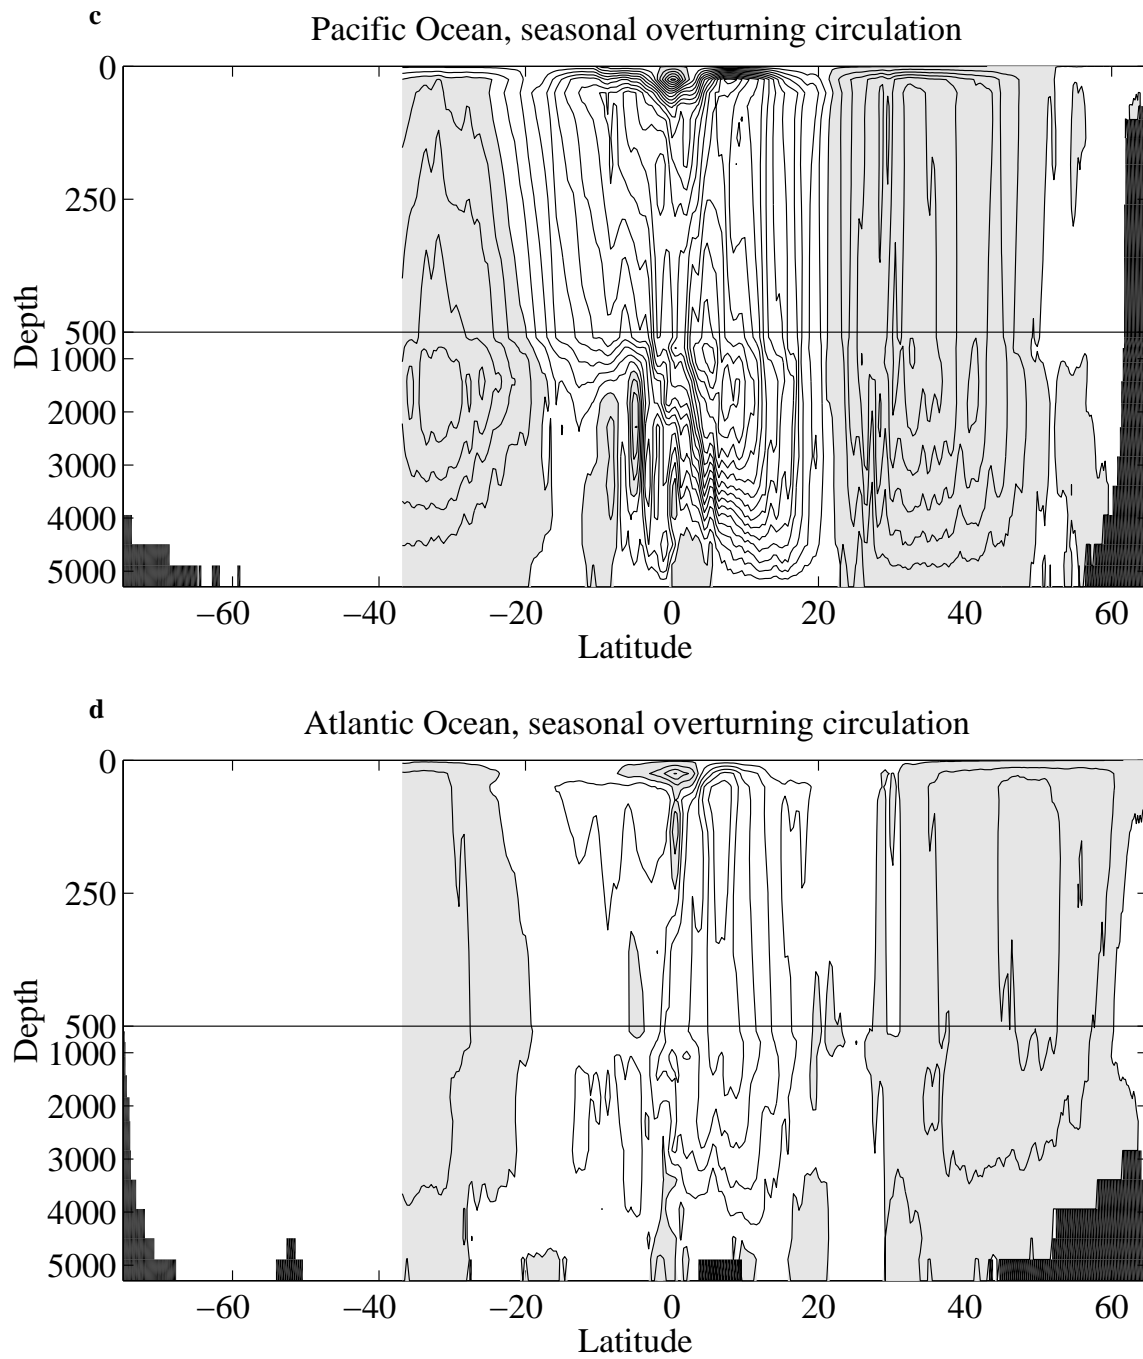 c
Pacific Ocean, seasonal overturning circulation
0
250
500
1000
2000
3000
4000
5000
Depth
−60 −40 −20 0 20 40 60
Latitude
d
Atlantic Ocean, seasonal overturning circulation
0
250
500
1000
2000
3000
4000
5000
Depth
−60 −40 −20 0 20 40 60
Latitude